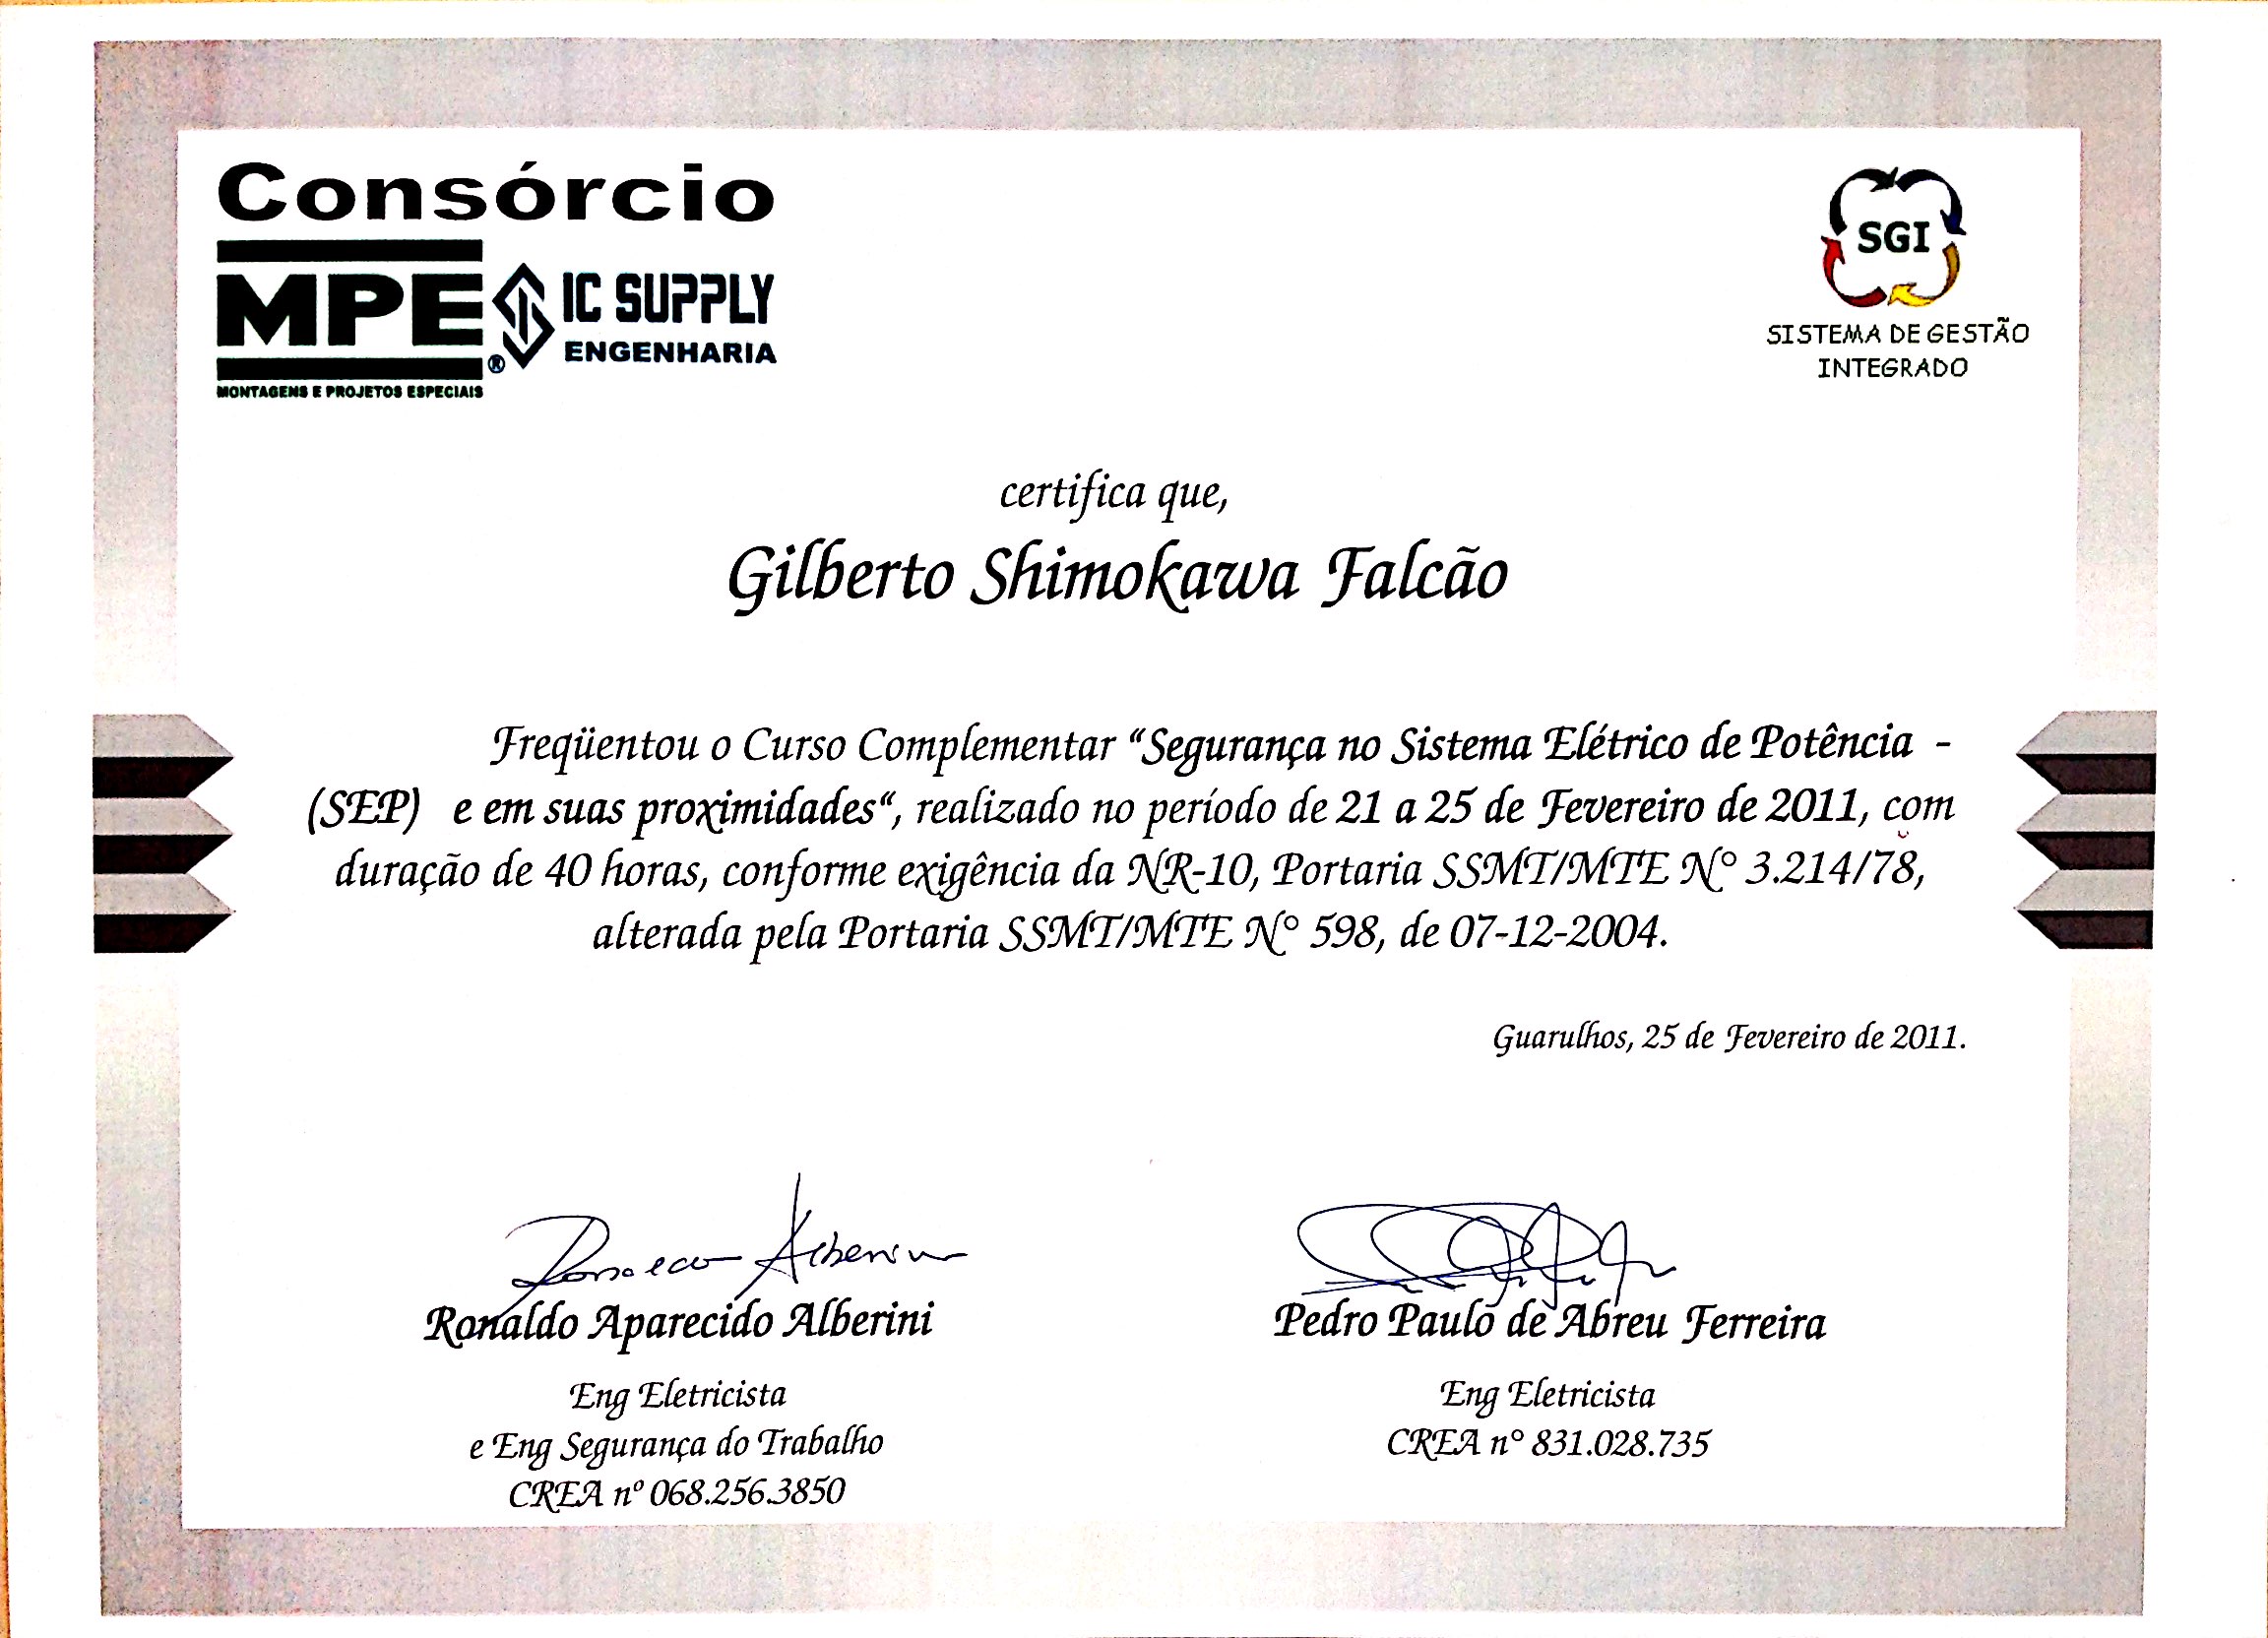 Consórcio
MPE
IC SUPPLY
ENGENHARIA
®
MONTAGENS E PROJETOS ESPECIAIS
SGI
SISTEMA DE GESTÃO
INTEGRADO
certifica que,
Gilberto Shimokawa Falcão
Freqüentou o Curso Complementar “Segurança no Sistema Elétrico de Potência -
(SEP) e em suas proximidades“, realizado no período de 21 a 25 de Fevereiro de 2011, com
duração de 40 horas, conforme exigência da NR-10, Portaria SSMT/MTE N° 3.214/78,
alterada pela Portaria SSMT/MTE N° 598, de 07-12-2004.
Guarulhos, 25 de Fevereiro de 2011.
Ronaldo Aparecido Alberini
Eng Eletricista
e Eng Segurança do Trabalho
CREA nº 068.256.3850
Pedro Paulo de Abreu Ferreira
Eng Eletricista
CREA n° 831.028.735